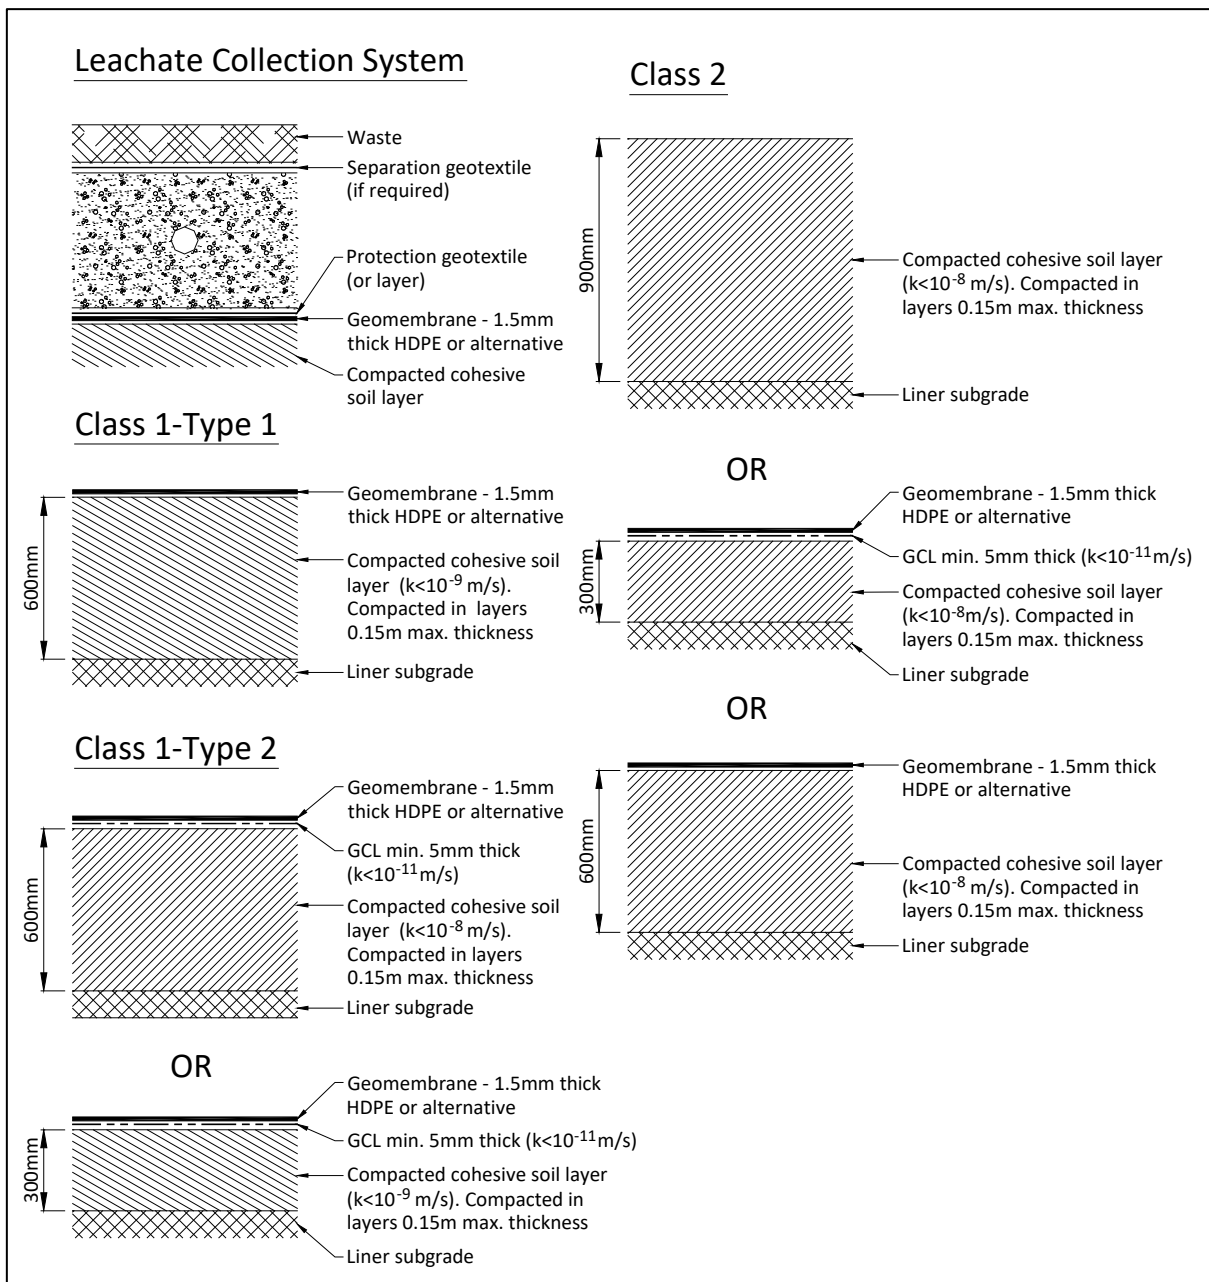 Leachate Collection System
Waste
Separation geotextile
(if required)
Protection geotextile
(or layer)
Geomembrane - 1.5mm
thick HDPE or alternative
Compacted cohesive
soil layer
Class 1-Type 1
600mm
Geomembrane - 1.5mm
thick HDPE or alternative
Compacted cohesive soil
layer (k<10⁻⁹ m/s).
Compacted in layers
0.15m max. thickness
Liner subgrade
Class 1-Type 2
600mm
Geomembrane - 1.5mm
thick HDPE or alternative
GCL min. 5mm thick
(k<10⁻¹¹m/s)
Compacted cohesive soil
layer (k<10⁻⁸ m/s).
Compacted in layers
0.15m max. thickness
Liner subgrade
OR
300mm
Geomembrane - 1.5mm thick
HDPE or alternative
GCL min. 5mm thick (k<10⁻¹¹m/s)
Compacted cohesive soil layer
(k<10⁻⁹ m/s). Compacted in
layers 0.15m max. thickness
Liner subgrade
Class 2
900mm
Compacted cohesive soil layer
(k<10⁻⁸ m/s). Compacted in
layers 0.15m max. thickness
Liner subgrade
OR
300mm
Geomembrane - 1.5mm thick
HDPE or alternative
GCL min. 5mm thick (k<10⁻¹¹m/s)
Compacted cohesive soil layer
(k<10⁻⁸m/s). Compacted in
layers 0.15m max. thickness
Liner subgrade
OR
600mm
Geomembrane - 1.5mm thick
HDPE or alternative
Compacted cohesive soil layer
(k<10⁻⁸ m/s). Compacted in
layers 0.15m max. thickness
Liner subgrade